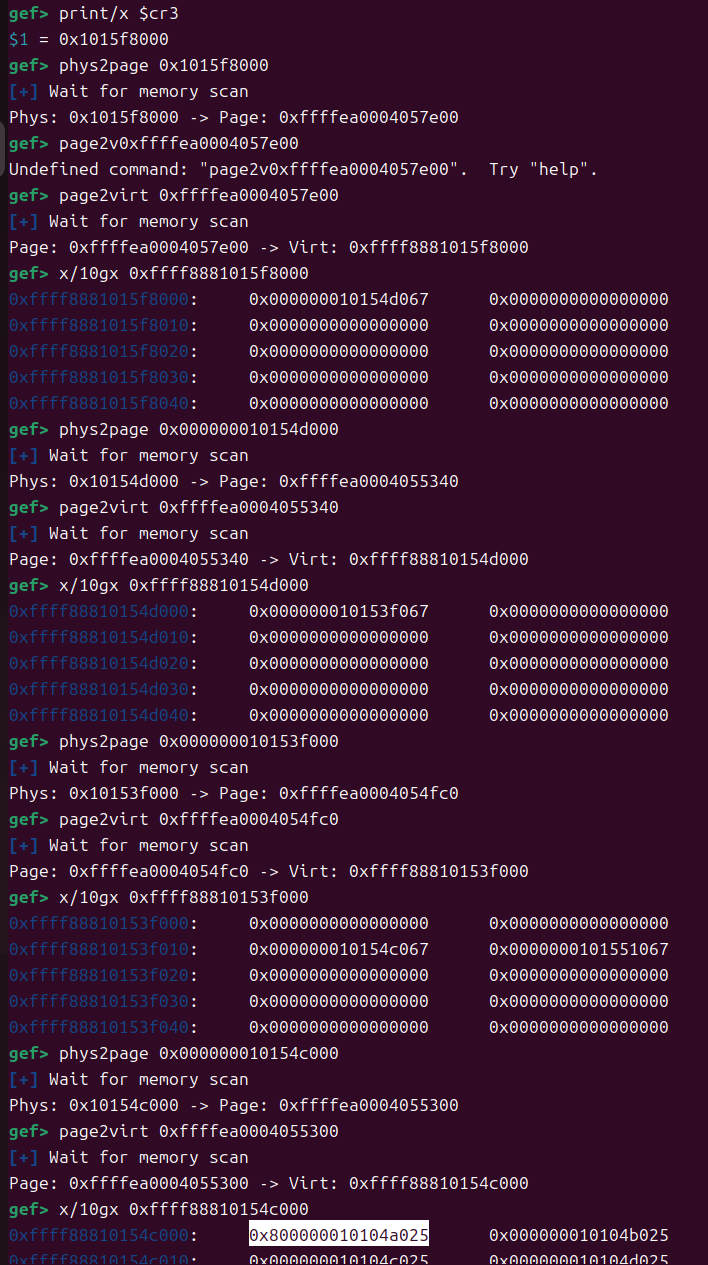 gef> print/x $cr3
$1 = 0x1015f8000
gef> phys2page 0x1015f8000
[+] Wait for memory scan
Phys: 0x1015f8000 -> Page: 0xffffea0004057e00
gef> page2v0xffffea0004057e00
Undefined command: "page2v0xffffea0004057e00".  Try "help".
gef> page2virt 0xffffea0004057e00
[+] Wait for memory scan
Page: 0xffffea0004057e00 -> Virt: 0xffff8881015f8000
gef> x/10gx 0xffff8881015f8000
0xffff8881015f8000:     0x000000010154d067      0x0000000000000000
0xffff8881015f8010:     0x0000000000000000      0x0000000000000000
0xffff8881015f8020:     0x0000000000000000      0x0000000000000000
0xffff8881015f8030:     0x0000000000000000      0x0000000000000000
0xffff8881015f8040:     0x0000000000000000      0x0000000000000000
gef> phys2page 0x000000010154d000
[+] Wait for memory scan
Phys: 0x10154d000 -> Page: 0xffffea0004055340
gef> page2virt 0xffffea0004055340
[+] Wait for memory scan
Page: 0xffffea0004055340 -> Virt: 0xffff88810154d000
gef> x/10gx 0xffff88810154d000
0xffff88810154d000:     0x000000010153f067      0x0000000000000000
0xffff88810154d010:     0x0000000000000000      0x0000000000000000
0xffff88810154d020:     0x0000000000000000      0x0000000000000000
0xffff88810154d030:     0x0000000000000000      0x0000000000000000
0xffff88810154d040:     0x0000000000000000      0x0000000000000000
gef> phys2page 0x000000010153f000
[+] Wait for memory scan
Phys: 0x10153f000 -> Page: 0xffffea0004054fc0
gef> page2virt 0xffffea0004054fc0
[+] Wait for memory scan
Page: 0xffffea0004054fc0 -> Virt: 0xffff88810153f000
gef> x/10gx 0xffff88810153f000
0xffff88810153f000:     0x0000000000000000      0x0000000000000000
0xffff88810153f010:     0x000000010154c067      0x0000000101551067
0xffff88810153f020:     0x0000000000000000      0x0000000000000000
0xffff88810153f030:     0x0000000000000000      0x0000000000000000
0xffff88810153f040:     0x0000000000000000      0x0000000000000000
gef> phys2page 0x000000010154c000
[+] Wait for memory scan
Phys: 0x10154c000 -> Page: 0xffffea0004055300
gef> page2virt 0xffffea0004055300
[+] Wait for memory scan
Page: 0xffffea0004055300 -> Virt: 0xffff88810154c000
gef> x/10gx 0xffff88810154c000
0xffff88810154c000:     0x800000010104a025      0x000000010104b025
0xffff88810154c010:     0x000000010104c025      0x000000010104d025